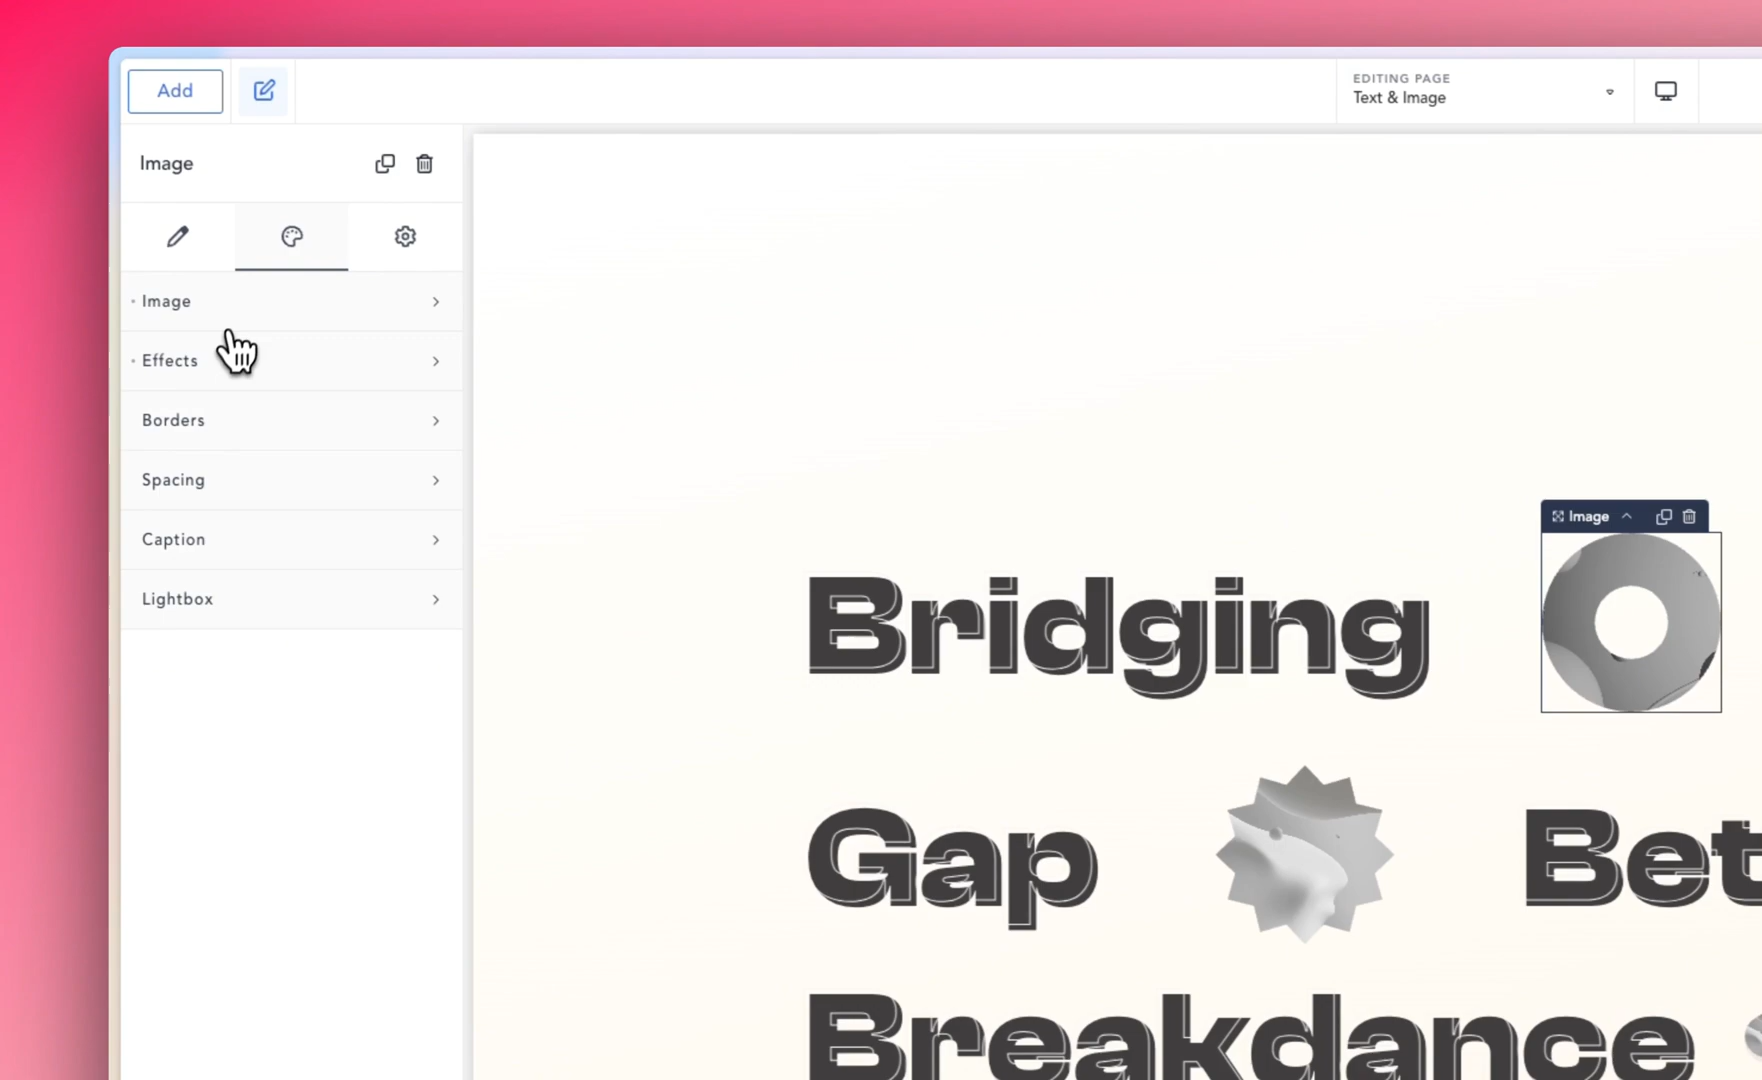 Add
EDITING PAGE
Text & Image
Image
Image
Effects
Borders
Spacing
Caption
Lightbox
Image
Bridging
Gap
Bet
Breakdance